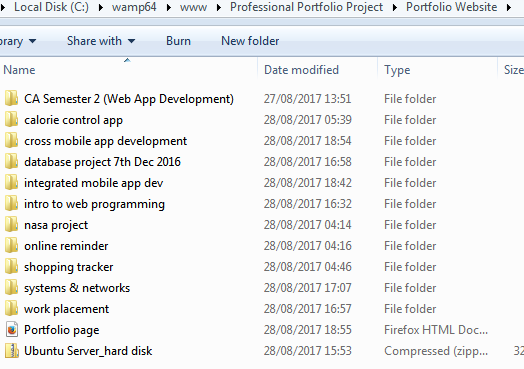 Local Disk (C:) wamp64 www Professional Portfolio Project Portfolio Website
Share with Burn New folder
Name Date modified Type Size
CA Semester 2 (Web App Development) 27/08/2017 13:51 File folder
calorie control app 28/08/2017 05:39 File folder
cross mobile app development 28/08/2017 18:54 File folder
database project 7th Dec 2016 28/08/2017 16:58 File folder
integrated mobile app dev 28/08/2017 18:42 File folder
intro to web programming 28/08/2017 16:32 File folder
nasa project 28/08/2017 04:14 File folder
online reminder 28/08/2017 04:16 File folder
shopping tracker 28/08/2017 04:46 File folder
systems & networks 28/08/2017 17:07 File folder
work placement 28/08/2017 16:57 File folder
Portfolio page 28/08/2017 18:55 Firefox HTML Doc...
Ubuntu Server_hard disk 28/08/2017 15:53 Compressed (zipp... 32